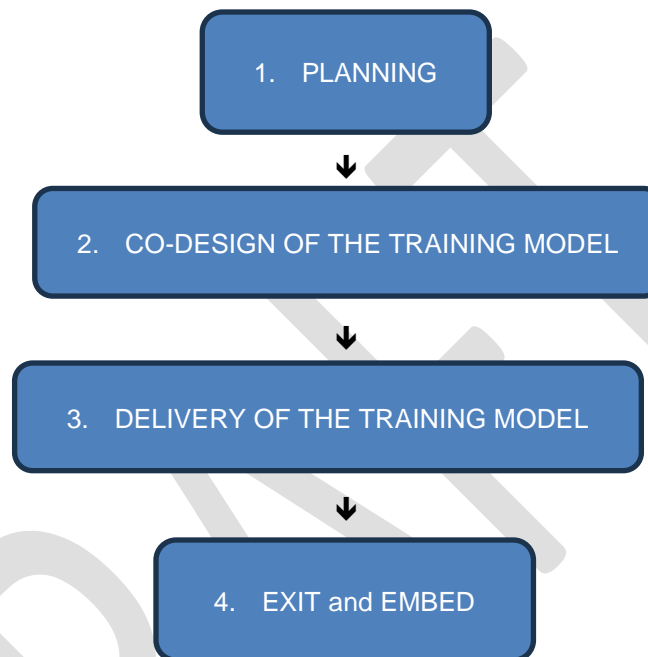 1. PLANNING
2. CO-DESIGN OF THE TRAINING MODEL
3. DELIVERY OF THE TRAINING MODEL
4. EXIT and EMBED